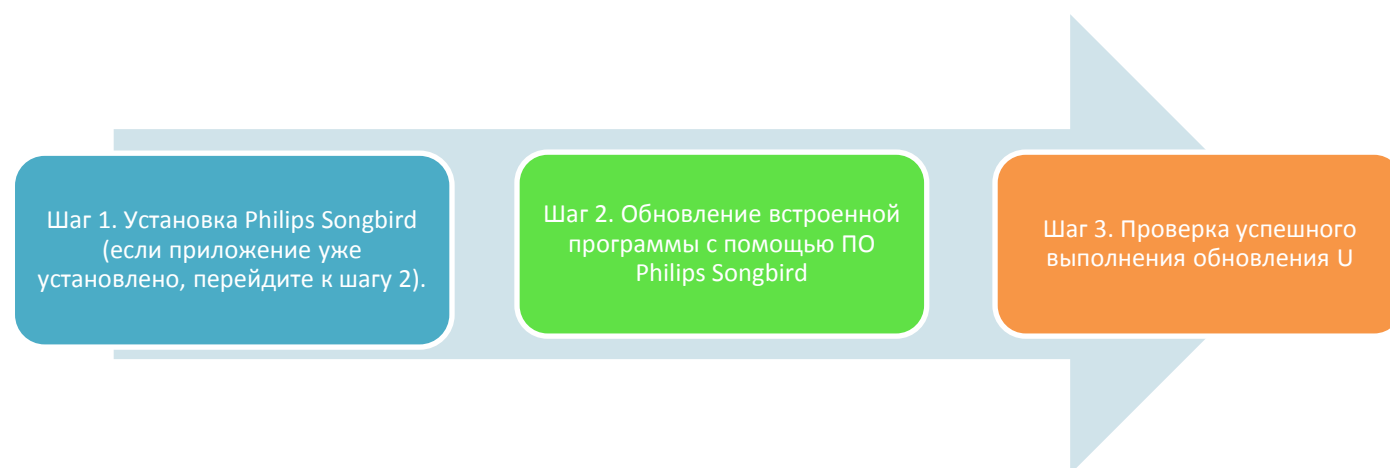 Шаг 1. Установка Philips Songbird
(если приложение уже
установлено, перейдите к шагу 2).
Шаг 2. Обновление встроенной
программы с помощью ПО
Philips Songbird
Шаг 3. Проверка успешного
выполнения обновления U